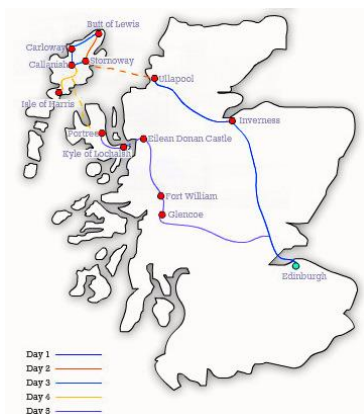 Butt of Lewis
Carloway
Callanish
Stornoway
Ullapool
Isle of Harris
Inverness
Portree
Eilean Donan Castle
Kyle of Lochalsh
Fort William
Glencoe
Edinburgh
Day 1
Day 2
Day 3
Day 4
Day 5